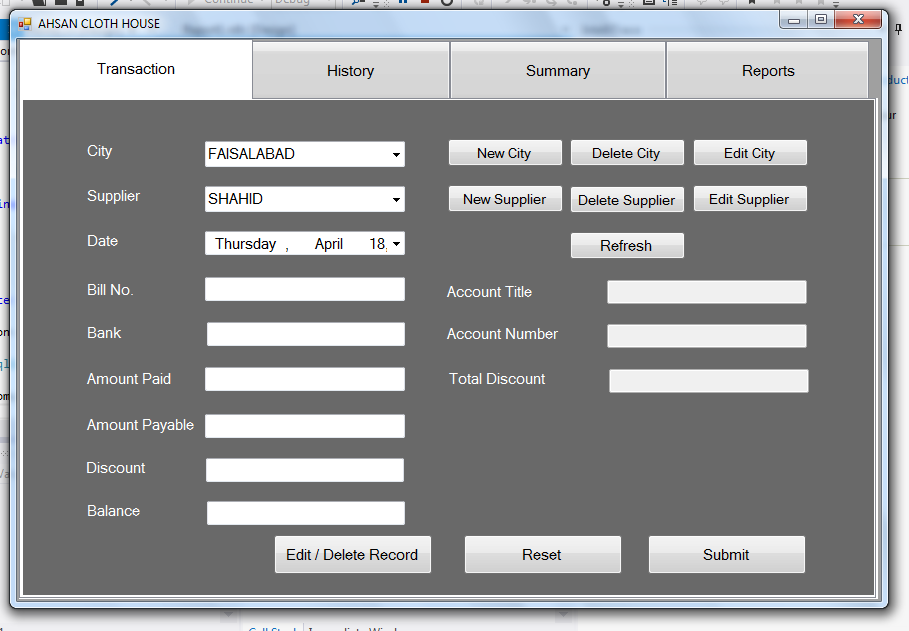 Continue Debug
AHSAN CLOTH HOUSE
Transaction History Summary Reports
City FAISALABAD New City Delete City Edit City
Supplier SHAHID New Supplier Delete Supplier Edit Supplier
Date Thursday , April 18, Refresh
Bill No. Account Title
Bank Account Number
Amount Paid Total Discount
Amount Payable
Discount
Balance
Edit / Delete Record Reset Submit